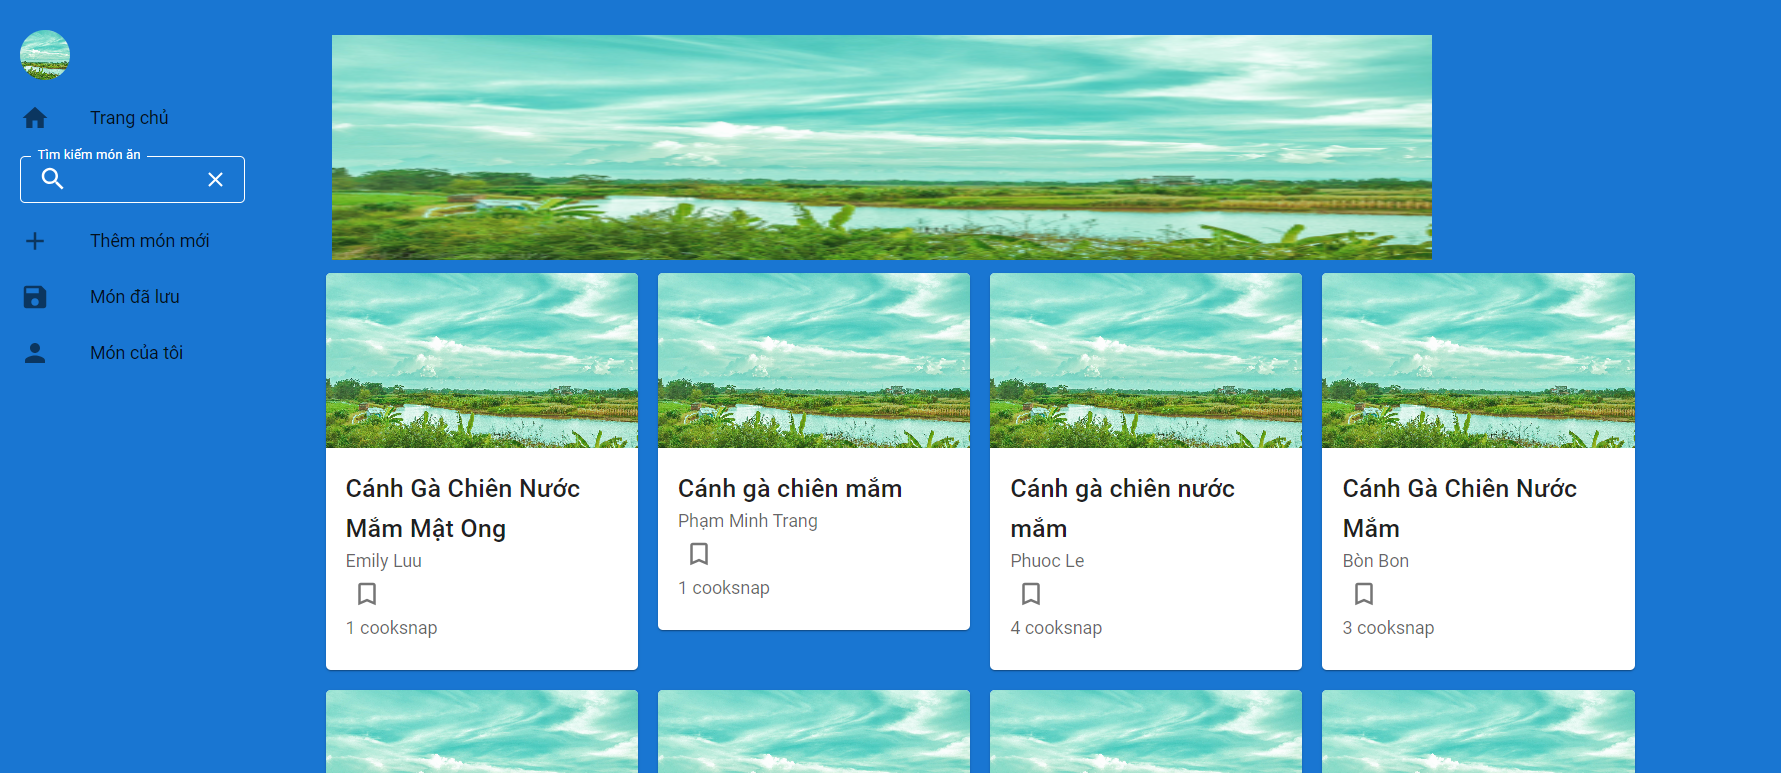 Trang chủ
Tìm kiếm món ăn
Thêm món mới
Món đã lưu
Món của tôi
Cánh Gà Chiên Nước
Mắm Mật Ong
Emily Luu
1 cooksnap
Cánh gà chiên mắm
Phạm Minh Trang
1 cooksnap
Cánh gà chiên nước
mắm
Phuoc Le
4 cooksnap
Cánh Gà Chiên Nước
Mắm
Bòn Bon
3 cooksnap